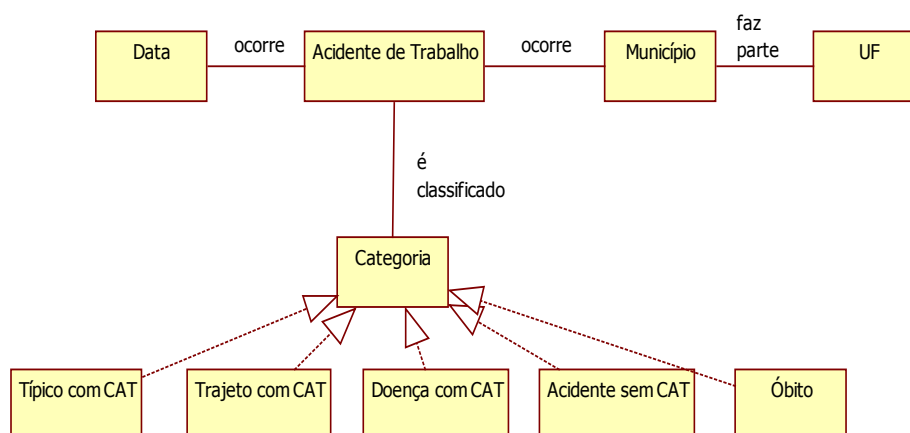 Data
ocorre
Acidente de Trabalho
ocorre
Município
faz
parte
UF
é
classificado
Categoria
Típico com CAT
Trajeto com CAT
Doença com CAT
Acidente sem CAT
Óbito